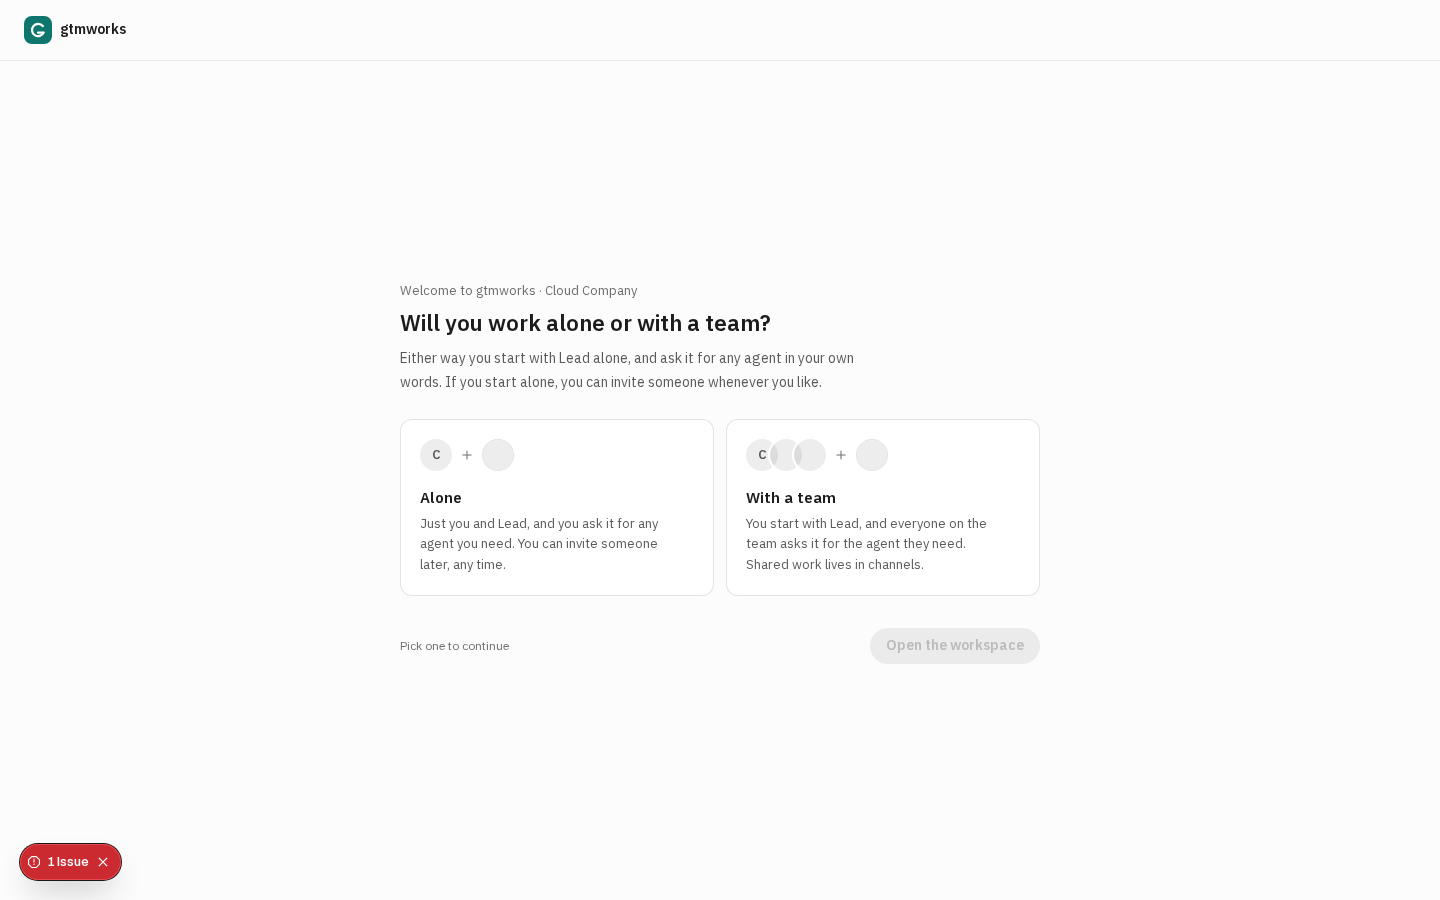 gtmworks
Welcome to gtmworks · Cloud Company
Will you work alone or with a team?
Either way you start with Lead alone, and ask it for any agent in your own
words. If you start alone, you can invite someone whenever you like.
C
C
Alone
Just you and Lead, and you ask it for any
agent you need. You can invite someone
later, any time.
With a team
You start with Lead, and everyone on the
team asks it for the agent they need.
Shared work lives in channels.
Pick one to continue
Open the workspace
1 Issue